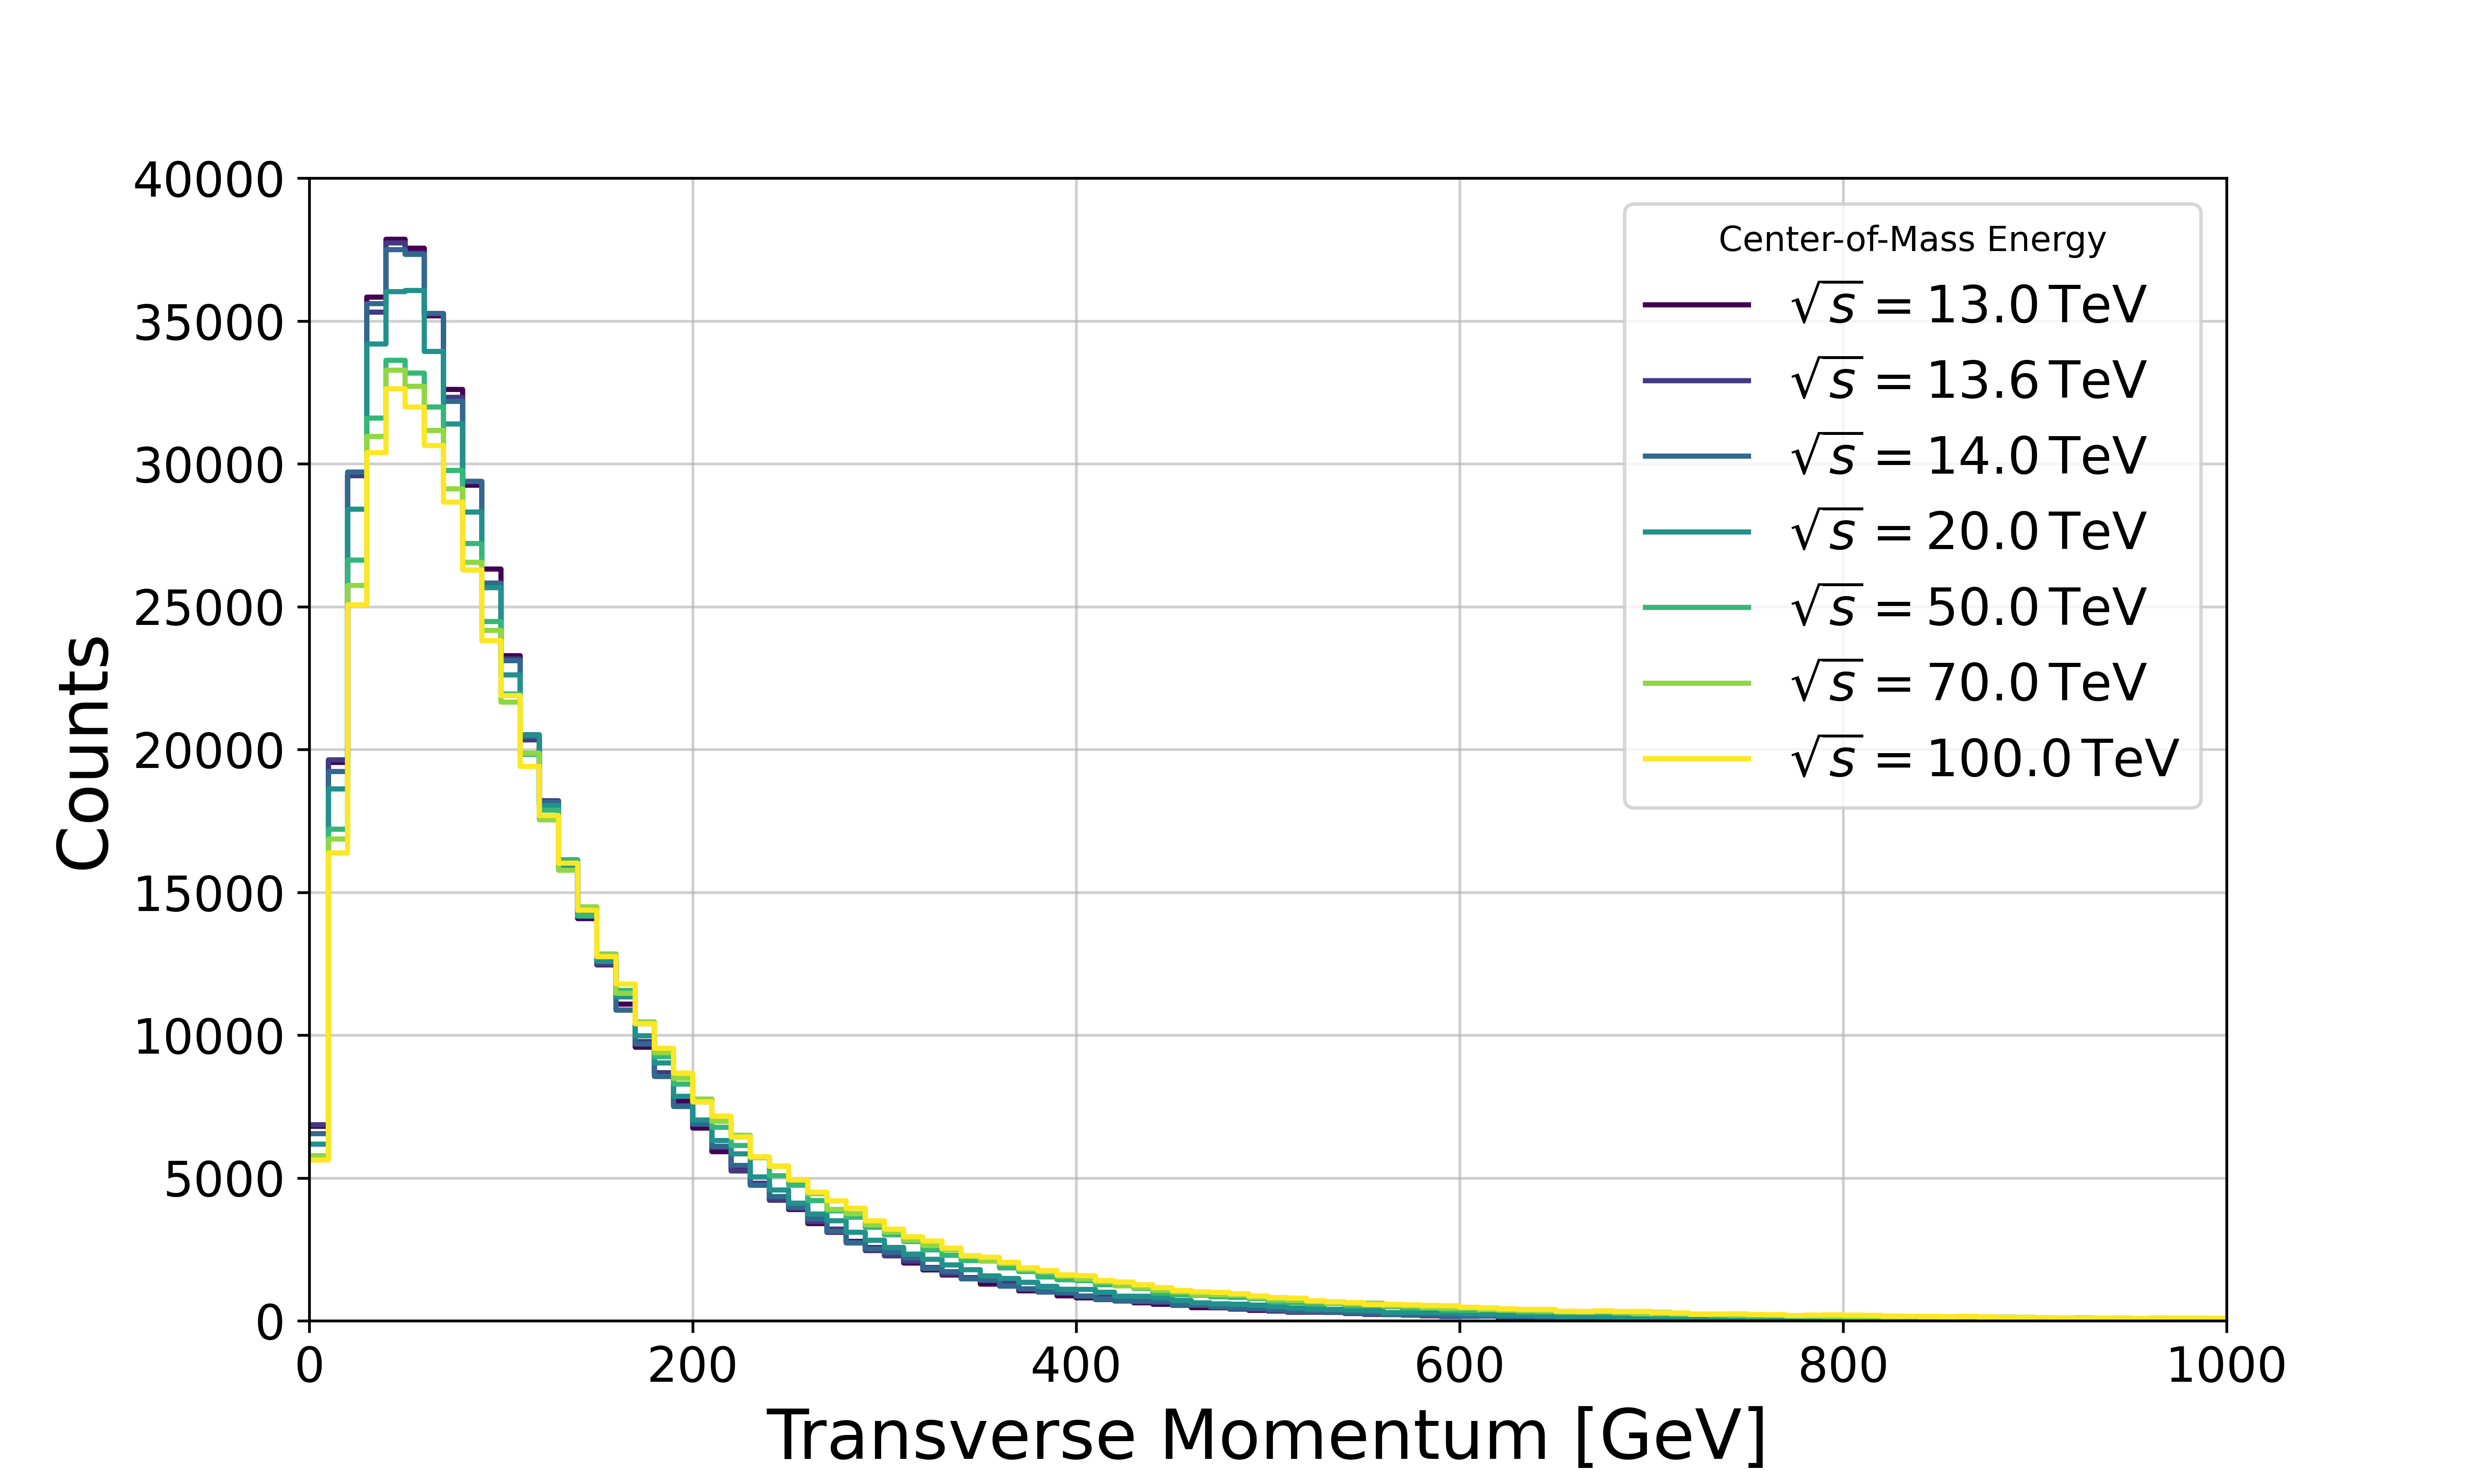 40000
35000
30000
25000
20000
15000
10000
5000
0
Counts
0 200 400 600 800 1000
Transverse Momentum [GeV]
Center-of-Mass Energy
√s = 13.0 TeV
√s = 13.6 TeV
√s = 14.0 TeV
√s = 20.0 TeV
√s = 50.0 TeV
√s = 70.0 TeV
√s = 100.0 TeV